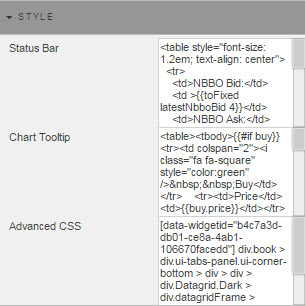 STYLE
Status Bar
<table style="font-size:
1.2em; text-align: center">
<tr>
<td>NBBO Bid:</td>
<td >{{toFixed
latestNbboBid 4}}</td>
<td>NBBO Ask:</td>
Chart Tooltip
<table><tbody>{{#if buy}}
<tr><td colspan="2"><i
class="fa fa-square"
style="color:green"
/>&nbsp;&nbsp;Buy</td>
</tr> <tr><td>Price</td>
<td>{{buy.price}}</td></tr>
Advanced CSS
[data-widgetid="b4c7a3d-
db01-ce8a-4ab1-
106670facedd"] div.book >
div.ui-tabs-panel.ui-corner-
bottom > div > div >
div.Datagrid.Dark >
div.datagridFrame >